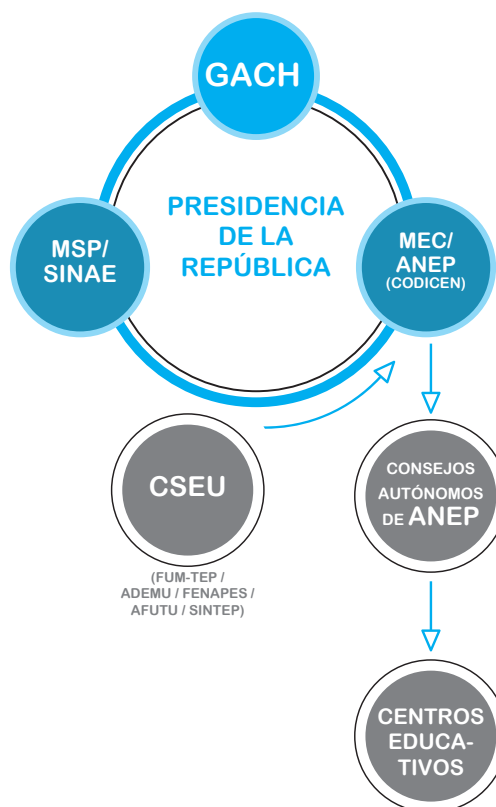 GACH
PRESIDENCIA
DE LA
REPÚBLICA
MSP/
SINAE
MEC/
ANEP
(CODICEN)
CSEU
(FUM-TEP /
ADEMU / FENAPES /
AFUTU / SINTEP)
CONSEJOS
AUTÓNOMOS
DE ANEP
CENTROS
EDUCA-
TIVOS